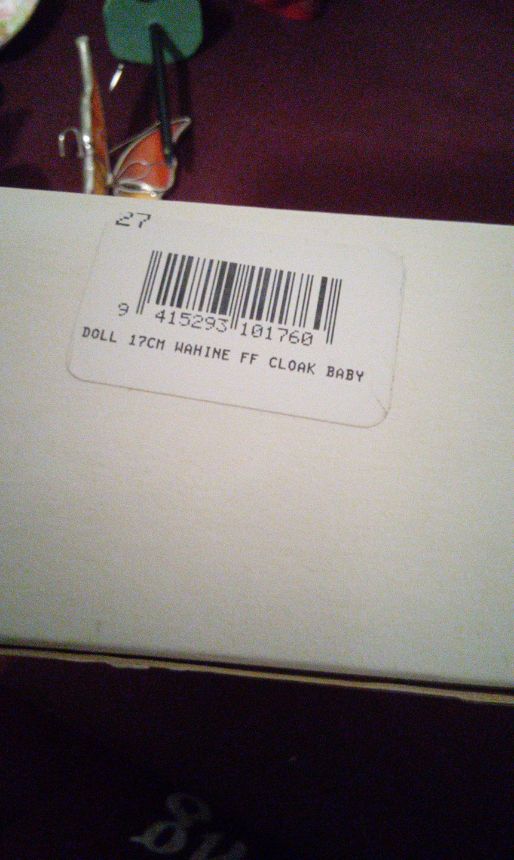 27
9 415293 101760
DOLL 17CM WAHINE FF CLOAK BABY